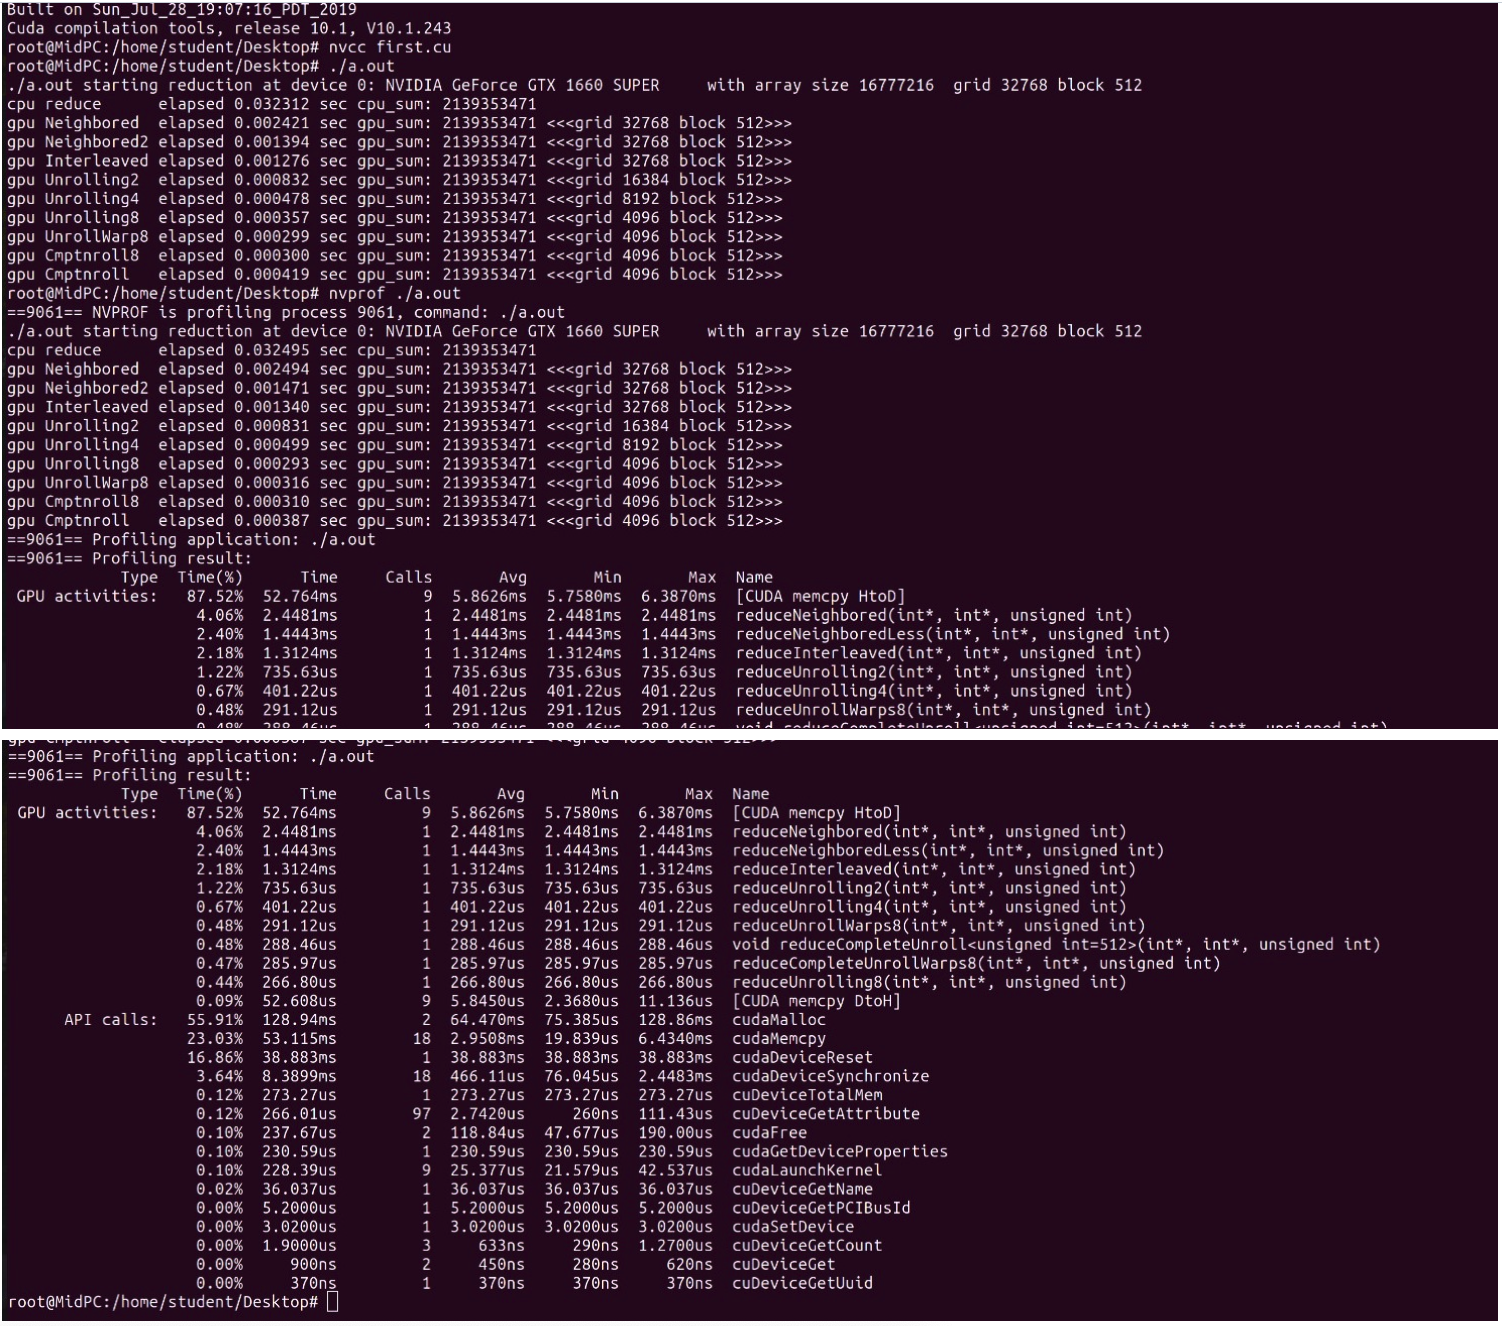 Built on Sun_Jul_28_19:07:16_PDT_2019
Cuda compilation tools, release 10.1, V10.1.243
root@MidPC:/home/student/Desktop# nvcc first.cu
root@MidPC:/home/student/Desktop# ./a.out
./a.out starting reduction at device 0: NVIDIA GeForce GTX 1660 SUPER     with array size 16777216  grid 32768 block 512
cpu reduce      elapsed 0.032312 sec cpu_sum: 2139353471
gpu Neighbored  elapsed 0.002421 sec gpu_sum: 2139353471 <<<grid 32768 block 512>>>
gpu Neighbored2 elapsed 0.001394 sec gpu_sum: 2139353471 <<<grid 32768 block 512>>>
gpu Interleaved elapsed 0.001276 sec gpu_sum: 2139353471 <<<grid 32768 block 512>>>
gpu Unrolling2  elapsed 0.000832 sec gpu_sum: 2139353471 <<<grid 16384 block 512>>>
gpu Unrolling4  elapsed 0.000478 sec gpu_sum: 2139353471 <<<grid 8192 block 512>>>
gpu Unrolling8  elapsed 0.000357 sec gpu_sum: 2139353471 <<<grid 4096 block 512>>>
gpu UnrollWarp8 elapsed 0.000299 sec gpu_sum: 2139353471 <<<grid 4096 block 512>>>
gpu Cmptnroll8  elapsed 0.000300 sec gpu_sum: 2139353471 <<<grid 4096 block 512>>>
gpu Cmptnroll   elapsed 0.000419 sec gpu_sum: 2139353471 <<<grid 4096 block 512>>>
root@MidPC:/home/student/Desktop# nvprof ./a.out
==9061== NVPROF is profiling process 9061, command: ./a.out
./a.out starting reduction at device 0: NVIDIA GeForce GTX 1660 SUPER     with array size 16777216  grid 32768 block 512
cpu reduce      elapsed 0.032495 sec cpu_sum: 2139353471
gpu Neighbored  elapsed 0.002494 sec gpu_sum: 2139353471 <<<grid 32768 block 512>>>
gpu Neighbored2 elapsed 0.001471 sec gpu_sum: 2139353471 <<<grid 32768 block 512>>>
gpu Interleaved elapsed 0.001340 sec gpu_sum: 2139353471 <<<grid 32768 block 512>>>
gpu Unrolling2  elapsed 0.000831 sec gpu_sum: 2139353471 <<<grid 16384 block 512>>>
gpu Unrolling4  elapsed 0.000499 sec gpu_sum: 2139353471 <<<grid 8192 block 512>>>
gpu Unrolling8  elapsed 0.000293 sec gpu_sum: 2139353471 <<<grid 4096 block 512>>>
gpu UnrollWarp8 elapsed 0.000316 sec gpu_sum: 2139353471 <<<grid 4096 block 512>>>
gpu Cmptnroll8  elapsed 0.000310 sec gpu_sum: 2139353471 <<<grid 4096 block 512>>>
gpu Cmptnroll   elapsed 0.000387 sec gpu_sum: 2139353471 <<<grid 4096 block 512>>>
==9061== Profiling application: ./a.out
==9061== Profiling result:
Type  Time(%)      Time     Calls       Avg       Min       Max  Name
GPU activities:   87.52%  52.764ms         9  5.8626ms  5.7580ms  6.3870ms  [CUDA memcpy HtoD]
4.06%  2.4481ms         1  2.4481ms  2.4481ms  2.4481ms  reduceNeighbored(int*, int*, unsigned int)
2.40%  1.4443ms         1  1.4443ms  1.4443ms  1.4443ms  reduceNeighboredLess(int*, int*, unsigned int)
2.18%  1.3124ms         1  1.3124ms  1.3124ms  1.3124ms  reduceInterleaved(int*, int*, unsigned int)
1.22%  735.63us         1  735.63us  735.63us  735.63us  reduceUnrolling2(int*, int*, unsigned int)
0.67%  401.22us         1  401.22us  401.22us  401.22us  reduceUnrolling4(int*, int*, unsigned int)
0.48%  291.12us         1  291.12us  291.12us  291.12us  reduceUnrollWarps8(int*, int*, unsigned int)
0.48%  288.46us         1  288.46us  288.46us  288.46us  void reduceCompleteUnroll<unsigned int=512>(int*, int*, unsigned int)
==9061== Profiling application: ./a.out
==9061== Profiling result:
Type  Time(%)      Time     Calls       Avg       Min       Max  Name
GPU activities:   87.52%  52.764ms         9  5.8626ms  5.7580ms  6.3870ms  [CUDA memcpy HtoD]
4.06%  2.4481ms         1  2.4481ms  2.4481ms  2.4481ms  reduceNeighbored(int*, int*, unsigned int)
2.40%  1.4443ms         1  1.4443ms  1.4443ms  1.4443ms  reduceNeighboredLess(int*, int*, unsigned int)
2.18%  1.3124ms         1  1.3124ms  1.3124ms  1.3124ms  reduceInterleaved(int*, int*, unsigned int)
1.22%  735.63us         1  735.63us  735.63us  735.63us  reduceUnrolling2(int*, int*, unsigned int)
0.67%  401.22us         1  401.22us  401.22us  401.22us  reduceUnrolling4(int*, int*, unsigned int)
0.48%  291.12us         1  291.12us  291.12us  291.12us  reduceUnrollWarps8(int*, int*, unsigned int)
0.48%  288.46us         1  288.46us  288.46us  288.46us  void reduceCompleteUnroll<unsigned int=512>(int*, int*, unsigned int)
0.47%  285.97us         1  285.97us  285.97us  285.97us  reduceCompleteUnrollWarps8(int*, int*, unsigned int)
0.44%  266.80us         1  266.80us  266.80us  266.80us  reduceUnrolling8(int*, int*, unsigned int)
0.09%  52.608us         9  5.8450us  2.3680us  11.136us  [CUDA memcpy DtoH]
API calls:   55.91%  128.94ms         2  64.470ms  75.385us  128.86ms  cudaMalloc
23.03%  53.115ms        18  2.9508ms  19.839us  6.4340ms  cudaMemcpy
16.86%  38.883ms         1  38.883ms  38.883ms  38.883ms  cudaDeviceReset
3.64%  8.3899ms        18  466.11us  76.045us  2.4483ms  cudaDeviceSynchronize
0.12%  273.27us         1  273.27us  273.27us  273.27us  cuDeviceTotalMem
0.12%  266.01us        97  2.7420us     260ns  111.43us  cuDeviceGetAttribute
0.10%  237.67us         2  118.84us  47.677us  190.00us  cudaFree
0.10%  230.59us         1  230.59us  230.59us  230.59us  cudaGetDeviceProperties
0.10%  228.39us         9  25.377us  21.579us  42.537us  cudaLaunchKernel
0.02%  36.037us         1  36.037us  36.037us  36.037us  cuDeviceGetName
0.00%  5.2000us         1  5.2000us  5.2000us  5.2000us  cuDeviceGetPCIBusId
0.00%  3.0200us         1  3.0200us  3.0200us  3.0200us  cudaSetDevice
0.00%  1.9000us         3     633ns     290ns  1.2700us  cuDeviceGetCount
0.00%     900ns         2     450ns     280ns     620ns  cuDeviceGet
0.00%     370ns         1     370ns     370ns     370ns  cuDeviceGetUuid
root@MidPC:/home/student/Desktop#